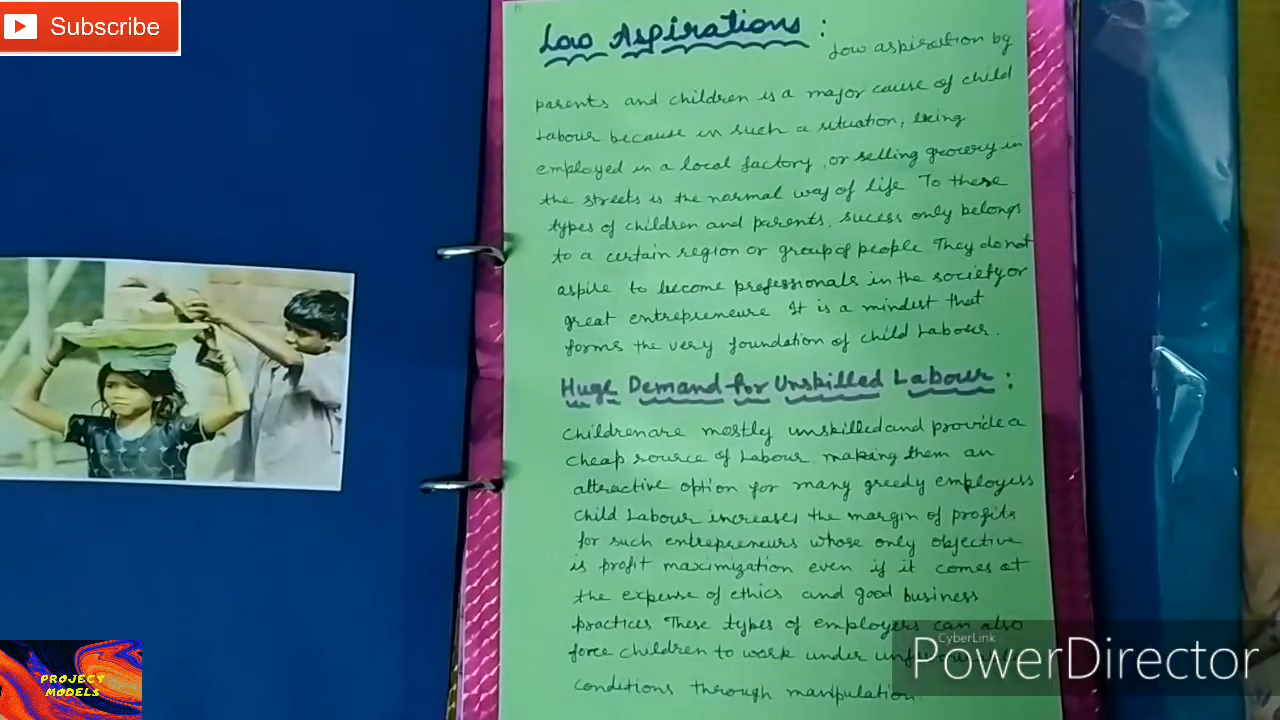 Subscribe
Low Aspirations :
Low aspiration by
parents and children is a major cause of child
Labour because in such a situation, being
employed in a local factory, or selling grocery in
the streets is the normal way of life To these
types of children and parents, sucess only belongs
to a certain region or group of people They do not
aspire to become professionals in the society or
great entrepreneure It is a mindest that
forms the very foundation of child Labour.
Huge Demand for Unskilled Labour :
Children are mostly unskilled and provide a
cheap source of Labour, making them an
attractive option for many greedy employess
Child Labour increases the margin of profits
for such entrepreneurs whose only objective
is profit maximization even if it comes at
the expense of ethics and good business
practices These types of employers can also
force children to work under
conditions through manipulation.
CyberLink
PowerDirector
PROJECT
MODELS